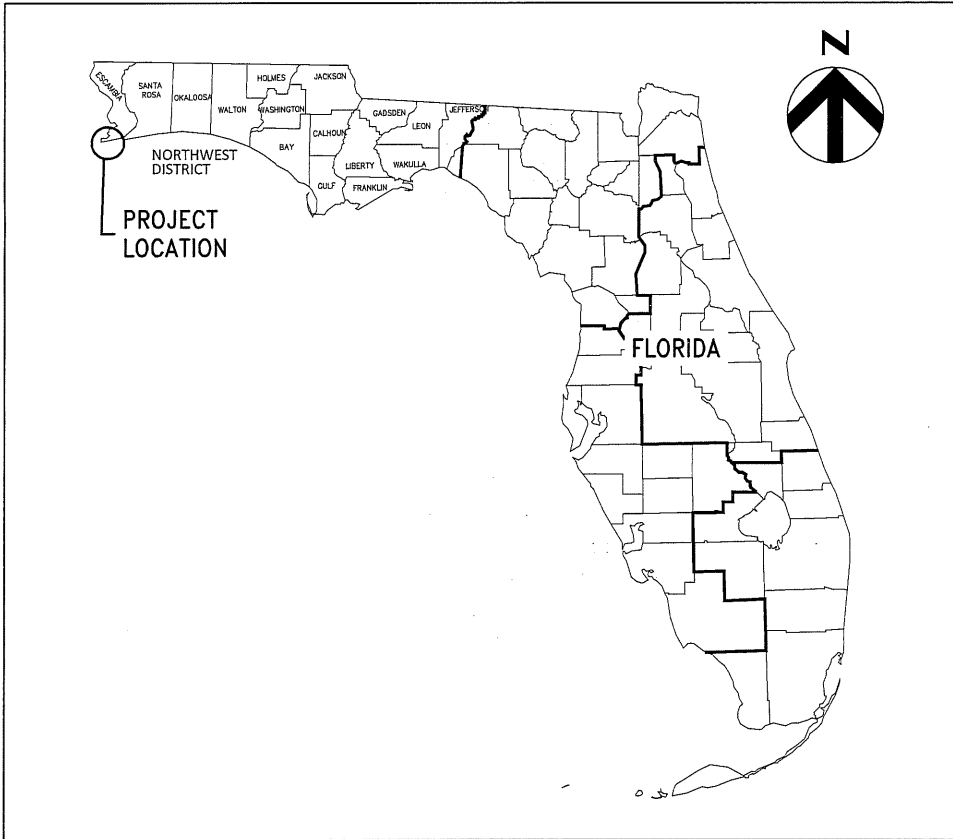 N
ESCAMBIA
SANTA
ROSA
OKALOOSA
WALTON
HOLMES
WASHINGTON
JACKSON
BAY
CALHOUN
GULF
GADSDEN
LIBERTY
FRANKLIN
LEON
WAKULLA
JEFFERSON
NORTHWEST
DISTRICT
PROJECT
LOCATION
FLORIDA